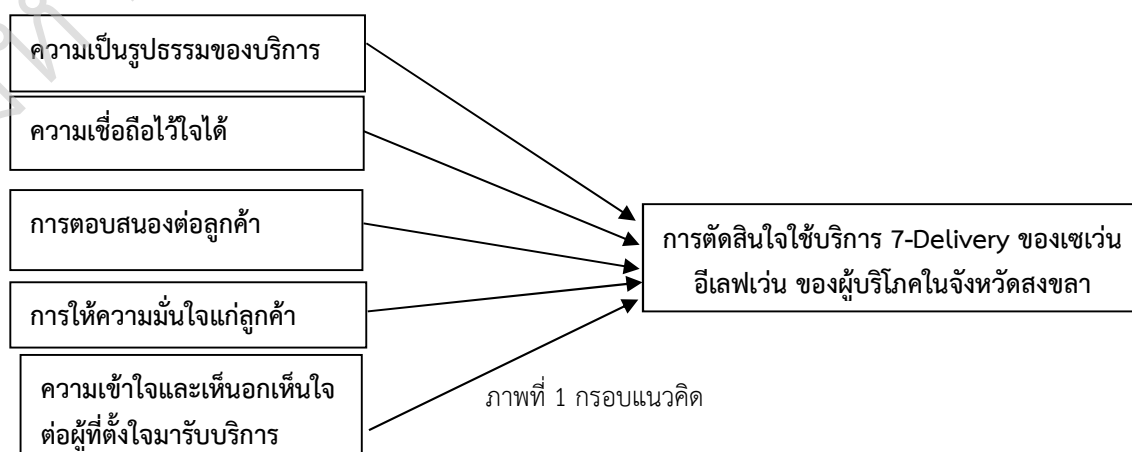 ความเป็นรูปธรรมของบริการ
ความเชื่อถือไว้ใจได้
การตอบสนองต่อลูกค้า
การให้ความมั่นใจแก่ลูกค้า
ความเข้าใจและเห็นอกเห็นใจ
ต่อผู้ที่ตั้งใจมารับบริการ
การตัดสินใจใช้บริการ 7-Delivery ของเซเว่น
อีเลฟเว่น ของผู้บริโภคในจังหวัดสงขลา
ภาพที่ 1 กรอบแนวคิด